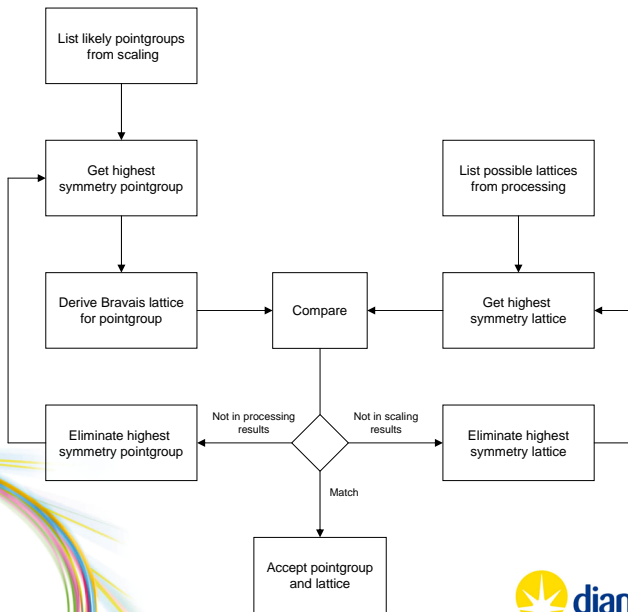 List likely pointgroups
from scaling
Get highest
symmetry pointgroup
List possible lattices
from processing
Derive Bravais lattice
for pointgroup
Compare
Get highest
symmetry lattice
Not in processing
results
Not in scaling
results
Eliminate highest
symmetry pointgroup
Eliminate highest
symmetry lattice
Match
Accept pointgroup
and lattice